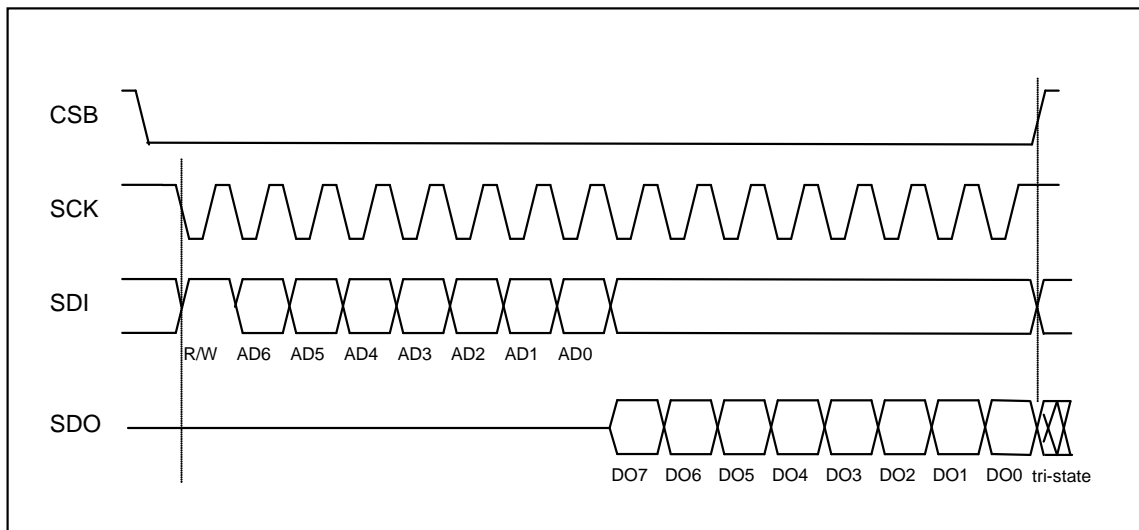 CSB
SCK
SDI
R/W AD6 AD5 AD4 AD3 AD2 AD1 AD0
SDO
DO7 DO6 DO5 DO4 DO3 DO2 DO1 DO0 tri-state